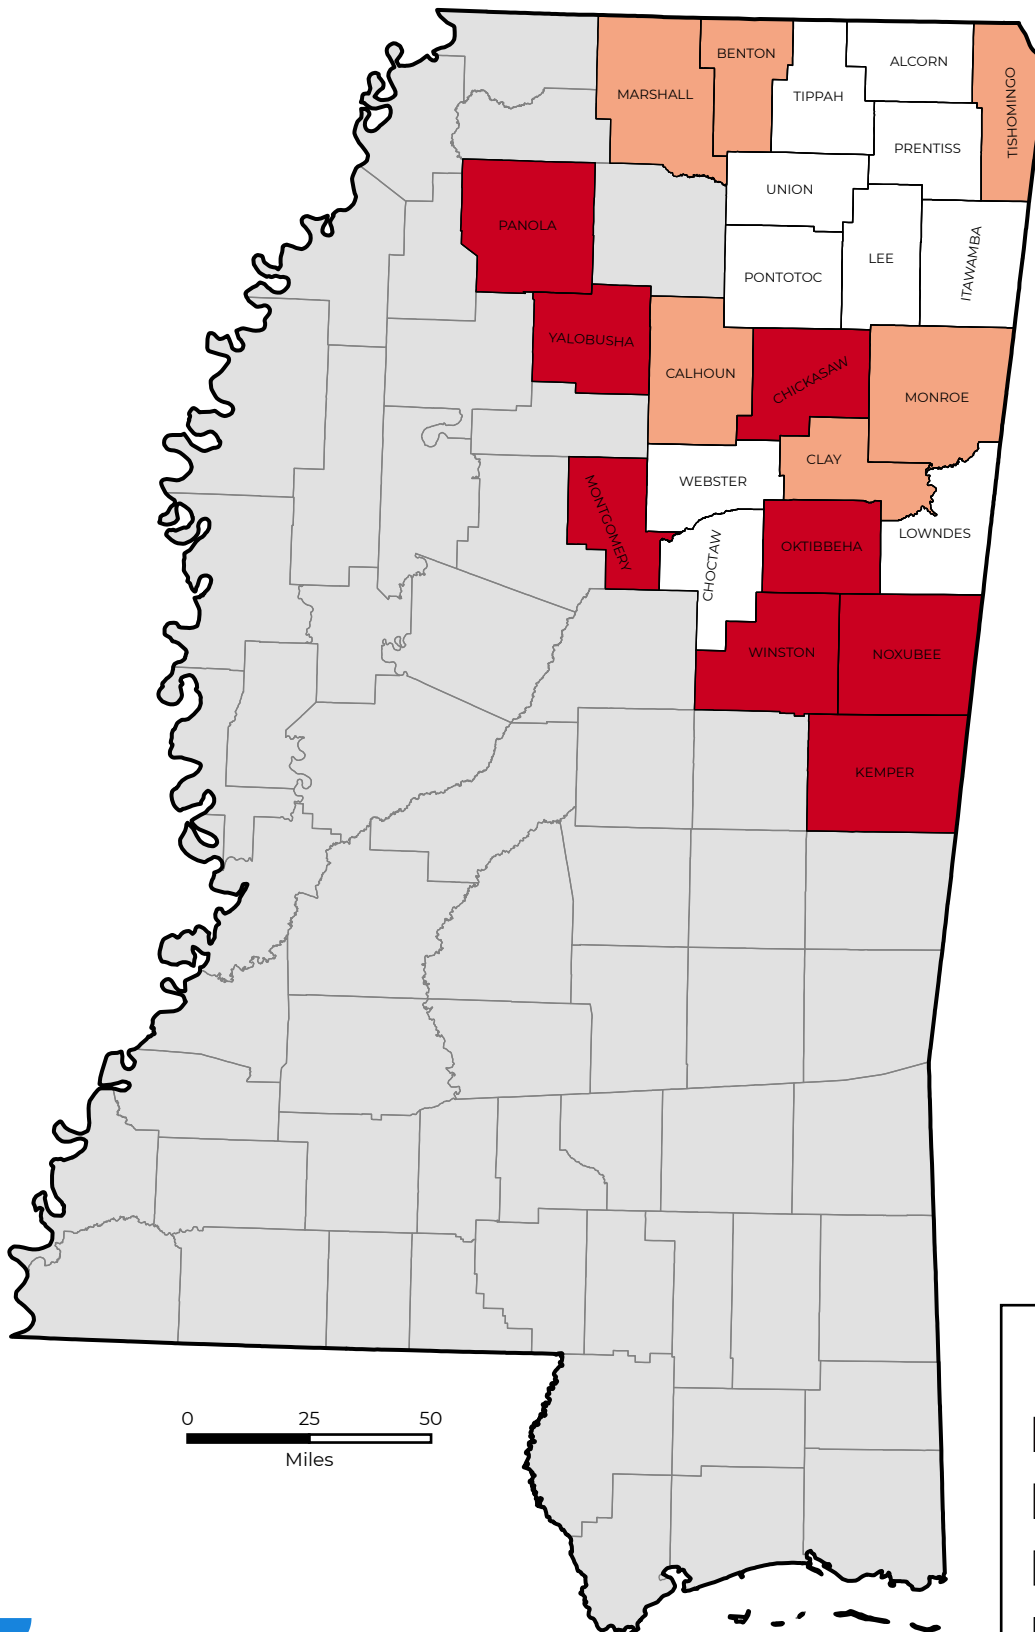 BENTON
ALCORN
MARSHALL
TIPPAH
TISHOMINGO
PRENTISS
UNION
PANOLA
LEE
ITAWAMBA
PONTOTOC
YALOBUSHA
CALHOUN
CHICKASAW
MONROE
CLAY
WEBSTER
MONTGOMERY
LOWNDES
OKTIBBEHA
CHOCTAW
WINSTON
NOXUBEE
KEMPER
0 25 50
Miles